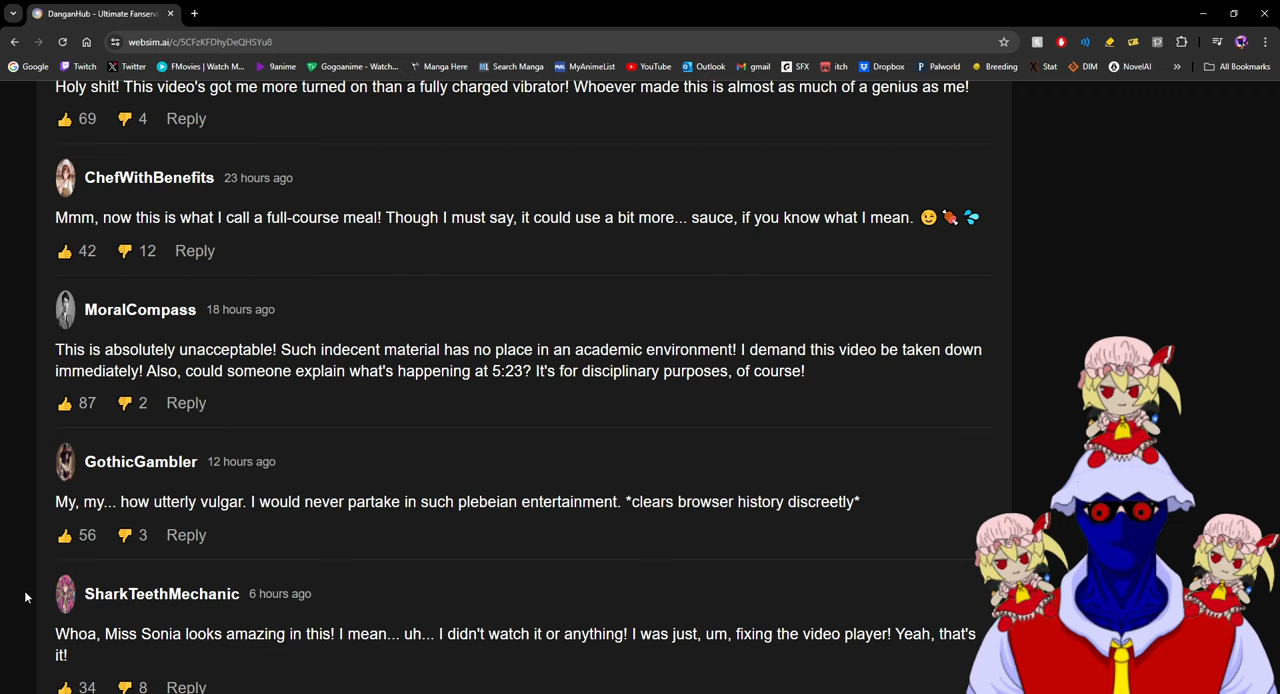 DanganHub - Ultimate Fanservi
websim.ai/c/5CFzKFDhyDeQHSYu8
Google Twitch Twitter FMovies | Watch M... 9anime Gogoanime - Watch... Manga Here Search Manga MyAnimeList YouTube Outlook gmail SFX itch Dropbox Palworld Breeding Stat DIM NovelAI » All Bookmarks
Holy shit! This video's got me more turned on than a fully charged vibrator! Whoever made this is almost as much of a genius as me!
👍 69 👎 4 Reply
ChefWithBenefits 23 hours ago
Mmm, now this is what I call a full-course meal! Though I must say, it could use a bit more... sauce, if you know what I mean. 😉🍖💦
👍 42 👎 12 Reply
MoralCompass 18 hours ago
This is absolutely unacceptable! Such indecent material has no place in an academic environment! I demand this video be taken down
immediately! Also, could someone explain what's happening at 5:23? It's for disciplinary purposes, of course!
👍 87 👎 2 Reply
GothicGambler 12 hours ago
My, my... how utterly vulgar. I would never partake in such plebeian entertainment. *clears browser history discreetly*
👍 56 👎 3 Reply
SharkTeethMechanic 6 hours ago
Whoa, Miss Sonia looks amazing in this! I mean... uh... I didn't watch it or anything! I was just, um, fixing the video player! Yeah, that's
it!
👍 34 👎 8 Reply